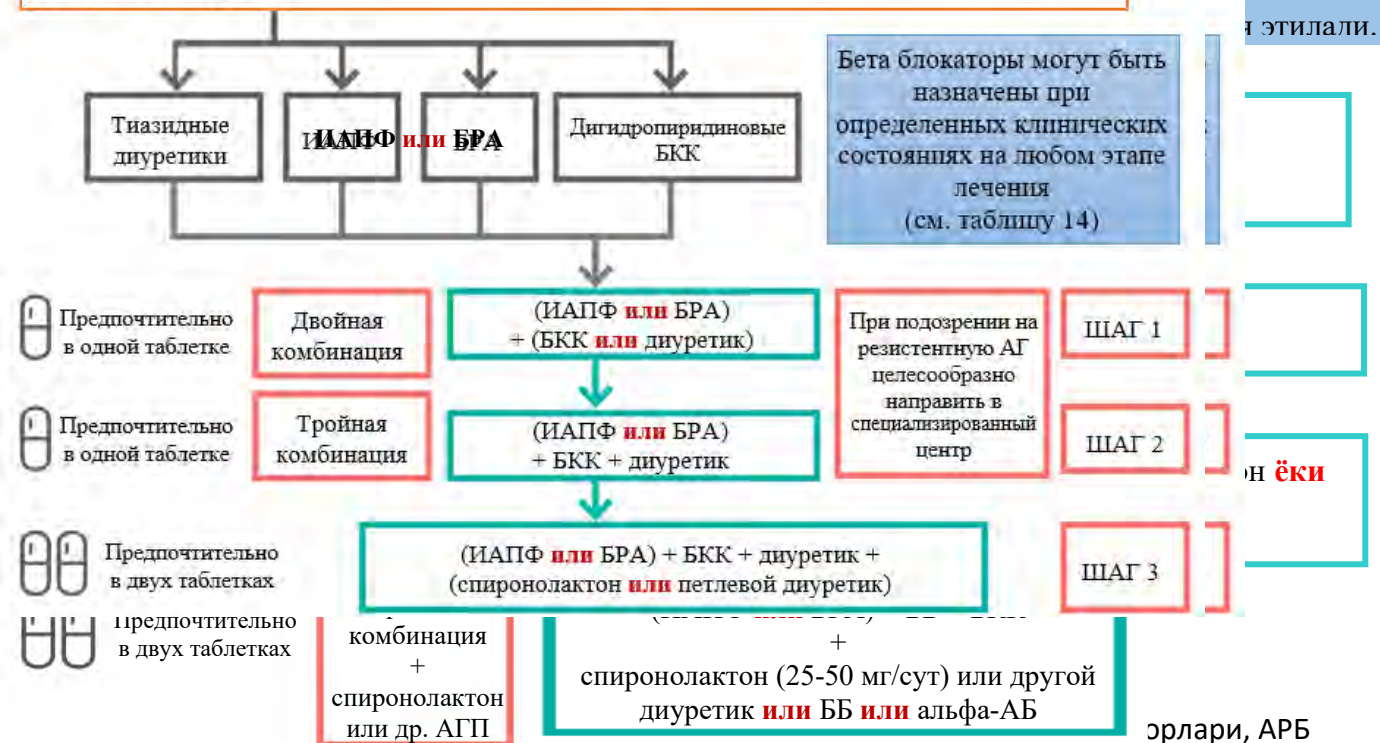 я этилади.
Тиазидные
диуретики
ИАПФ или БРА
Дигидропиридиновые
БКК
Бета блокаторы могут быть
назначены при
определенных клинических
состояниях на любом этапе
лечения
(см. таблицу 14)
Предпочтительно
в одной таблетке
Двойная
комбинация
(ИАПФ или БРА)
+ (БКК или диуретик)
При подозрении на
резистентную АГ
целесообразно
направить в
специализированный
центр
ШАГ 1
Предпочтительно
в одной таблетке
Тройная
комбинация
(ИАПФ или БРА)
+ БКК + диуретик
ШАГ 2
н ёки
Предпочтительно
в двух таблетках
(ИАПФ или БРА) + БКК + диуретик +
(спиронолактон или петлевой диуретик)
ШАГ 3
Предпочтительно
в двух таблетках
комбинация
+
спиронолактон
или др. АГП
+
спиронолактон (25-50 мг/сут) или другой
диуретик или ББ или альфа-АБ
орлари, АРБ